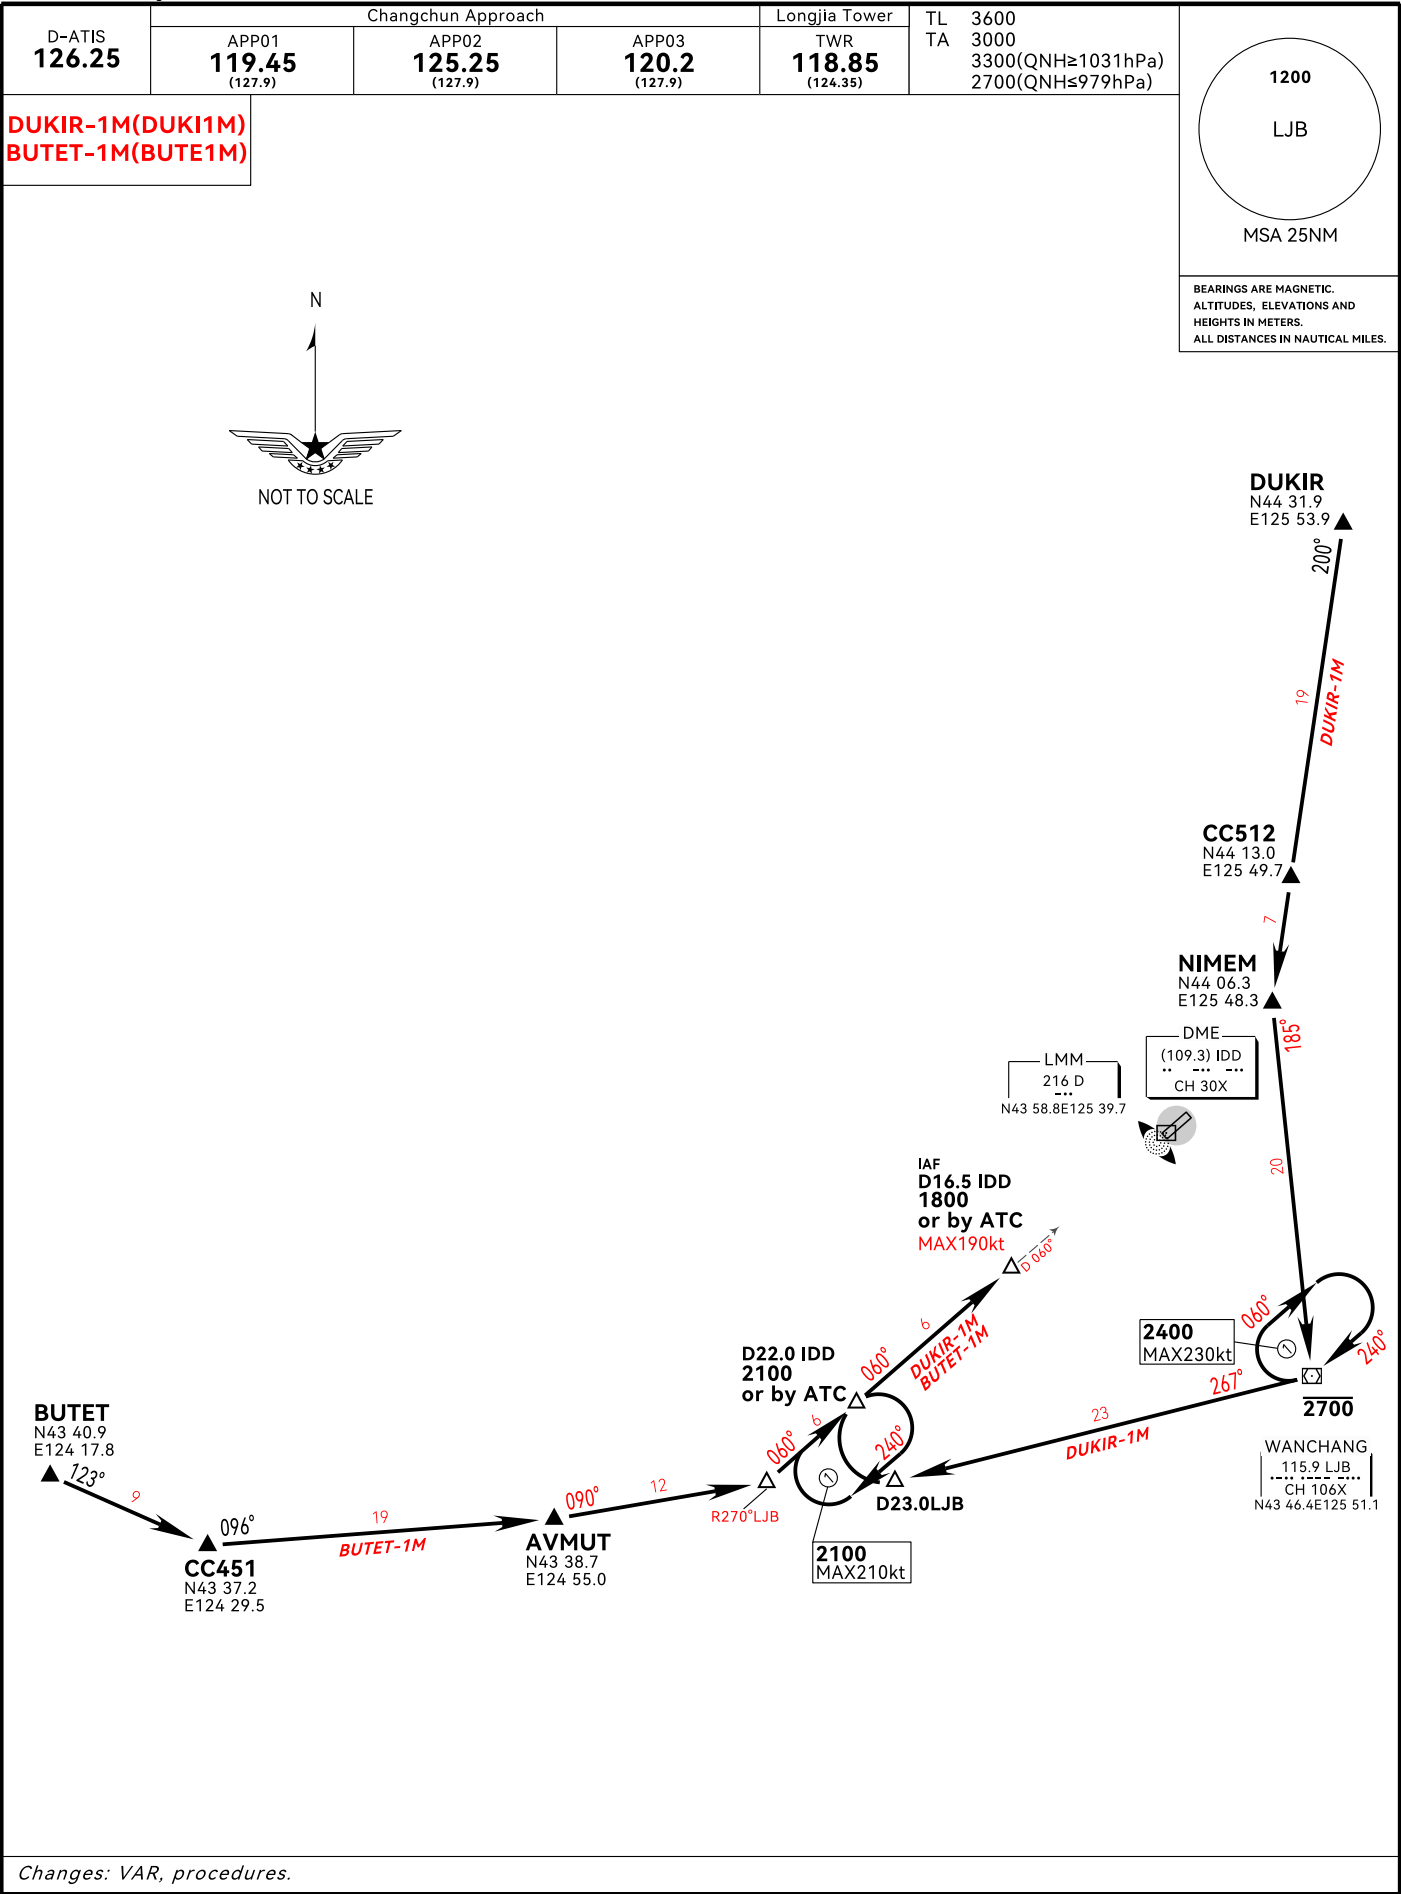 D-ATIS
126.25
Changchun Approach
APP01
119.45
(127.9)
APP02
125.25
(127.9)
APP03
120.2
(127.9)
Longjia Tower
TWR
118.85
(124.35)
TL 3600
TA 3000
3300(QNH≥1031hPa)
2700(QNH≤979hPa)
1200
LJB
MSA 25NM
BEARINGS ARE MAGNETIC.
ALTITUDES, ELEVATIONS AND
HEIGHTS IN METERS.
ALL DISTANCES IN NAUTICAL MILES.
DUKIR-1M(DUKI1M)
BUTET-1M(BUTE1M)
N
NOT TO SCALE
DUKIR
N44 31.9
E125 53.9
200°
19
DUKIR-1M
CC512
N44 13.0
E125 49.7
7
NIMEM
N44 06.3
E125 48.3
185°
20
DME
(109.3) IDD
·· -·· -··
CH 30X
LMM
216 D
-··
N43 58.8E125 39.7
IAF
D16.5 IDD
1800
or by ATC
MAX190kt
D 060°
6
DUKIR-1M
BUTET-1M
060°
D22.0 IDD
2100
or by ATC
2400
MAX230kt
1
060°
240°
267°
2700
23
DUKIR-1M
WANCHANG
115.9 LJB
·-·· ·--- -···
CH 106X
N43 46.4E125 51.1
BUTET
N43 40.9
E124 17.8
123°
9
CC451
N43 37.2
E124 29.5
096°
19
BUTET-1M
AVMUT
N43 38.7
E124 55.0
090°
12
R270°LJB
060°
6
240°
1
D23.0LJB
2100
MAX210kt
Changes: VAR, procedures.